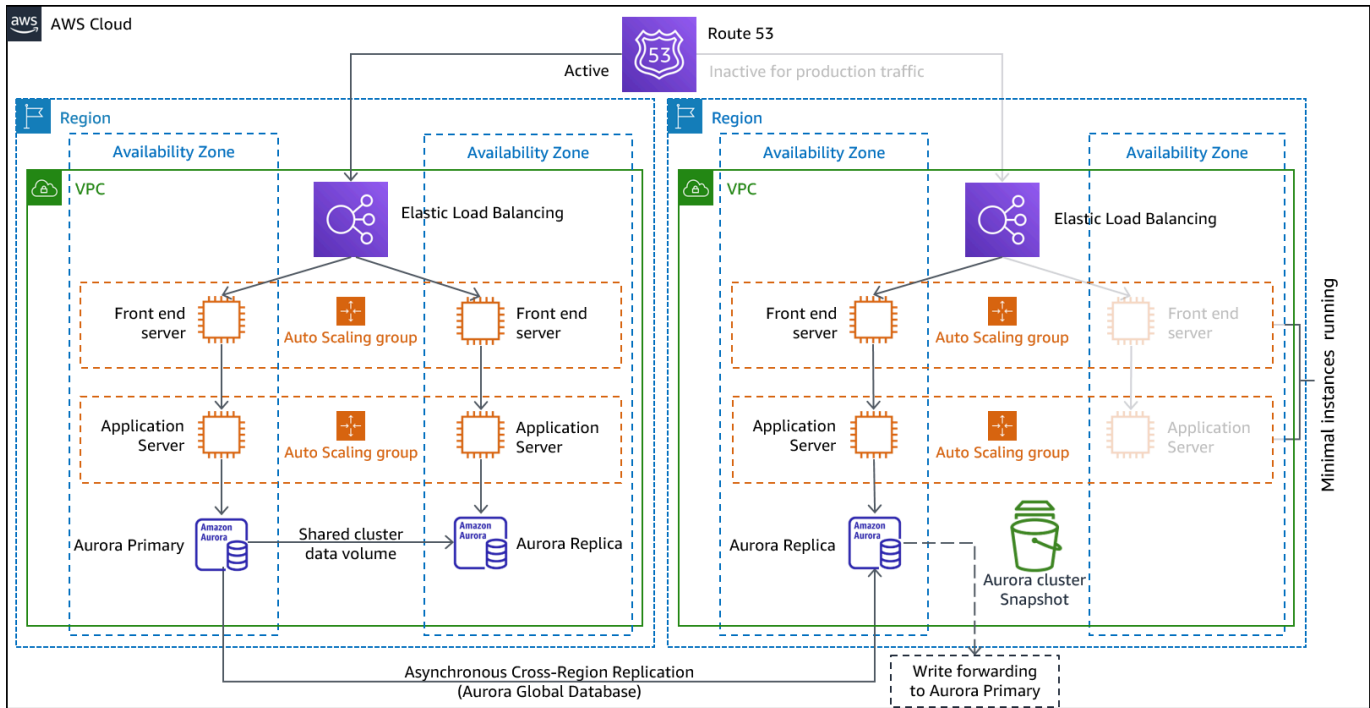 aws
AWS Cloud
Route 53
53
Active
Inactive for production traffic
Region
Availability Zone
Availability Zone
VPC
Elastic Load Balancing
Front end
server
Auto Scaling group
Front end
server
Application
Server
Auto Scaling group
Application
Server
Aurora Primary
Amazon
Aurora
Shared cluster
data volume
Amazon
Aurora
Aurora Replica
Region
Availability Zone
Availability Zone
VPC
Elastic Load Balancing
Front end
server
Auto Scaling group
Front end
server
Application
Server
Auto Scaling group
Application
Server
Minimal instances running
Aurora Replica
Amazon
Aurora
Aurora cluster
Snapshot
Asynchronous Cross-Region Replication
(Aurora Global Database)
Write forwarding
to Aurora Primary